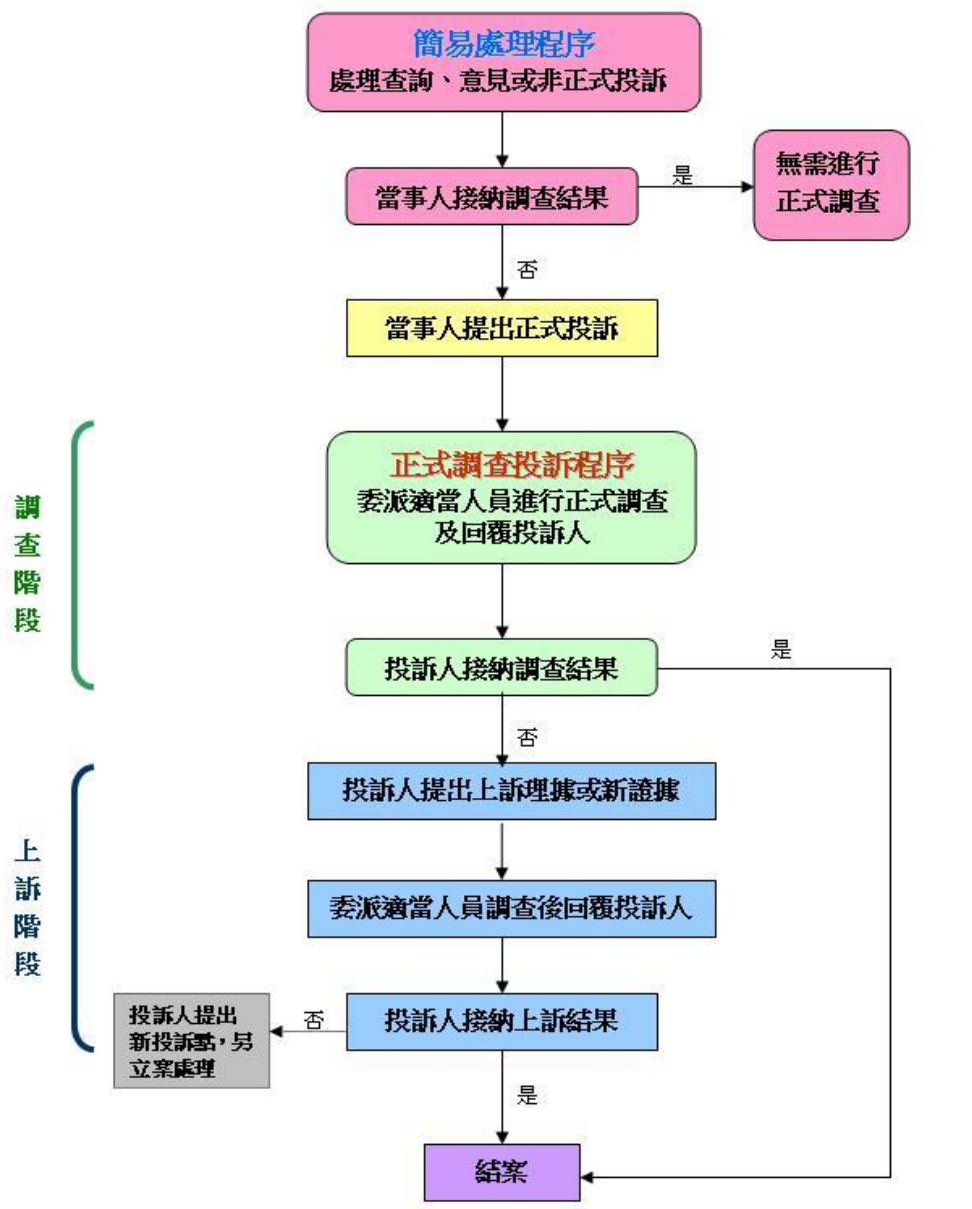 簡易處理程序
處理查詢、意見或非正式投訴
當事人接納調查結果
是
無需進行
正式調查
否
當事人提出正式投訴
調查階段
正式調查投訴程序
委派適當人員進行正式調查
及回覆投訴人
投訴人接納調查結果
是
否
上訴階段
投訴人提出上訴理據或新證據
委派適當人員調查後回覆投訴人
投訴人接納上訴結果
否
投訴人提出
新投訴點，另
立案處理
是
結案